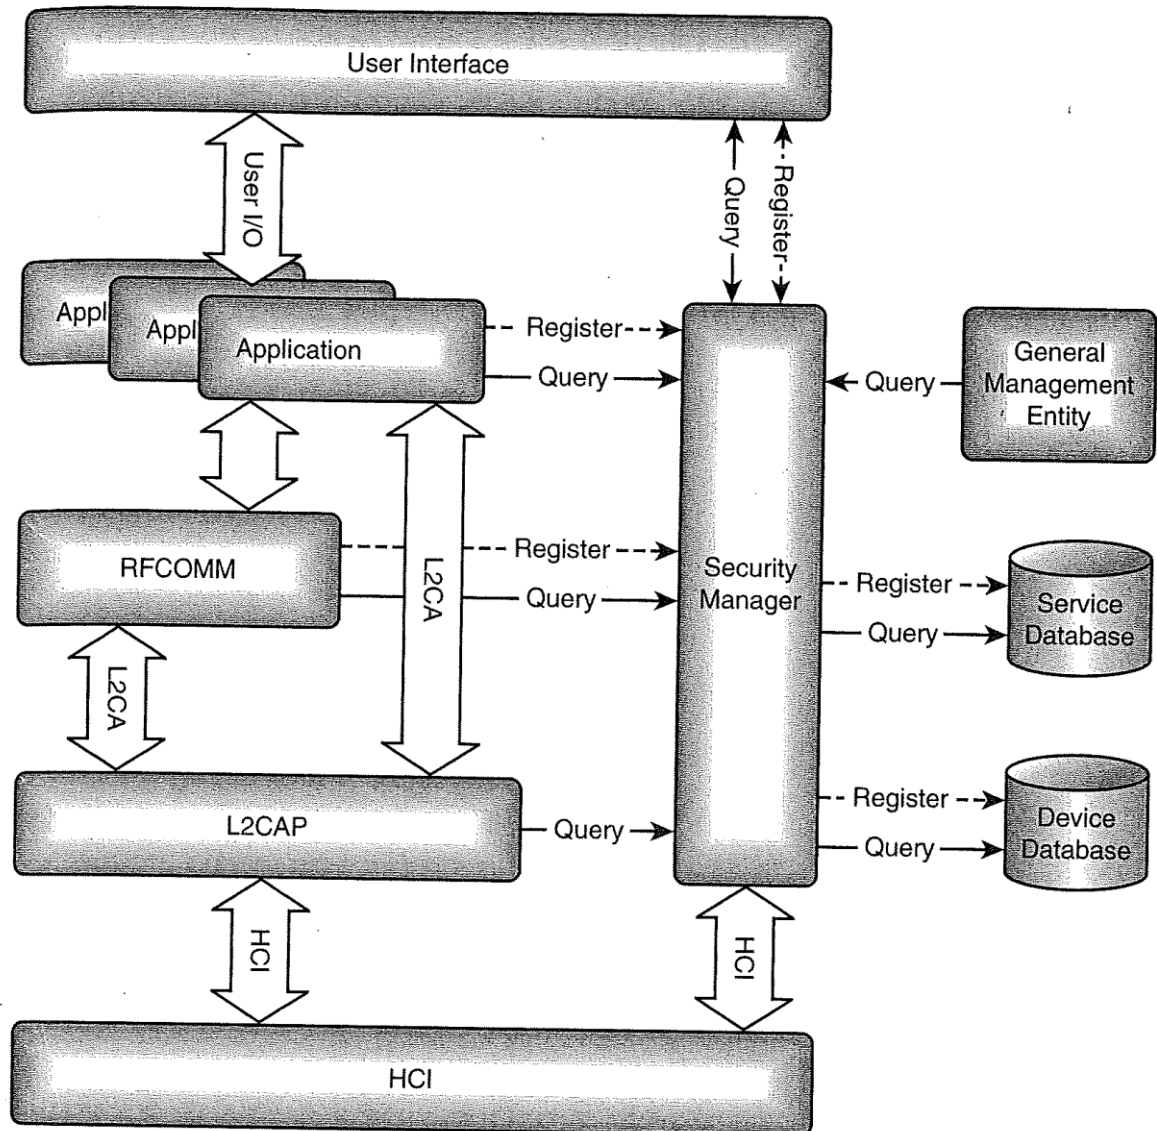 User Interface
User I/O
Query
Register
Appl
Appl
Application
Register
Query
Query
General
Management
Entity
RFCOMM
L2CA
Register
Query
Security
Manager
Register
Query
Service
Database
L2CA
L2CAP
Query
Register
Query
Device
Database
HCI
HCI
HCI